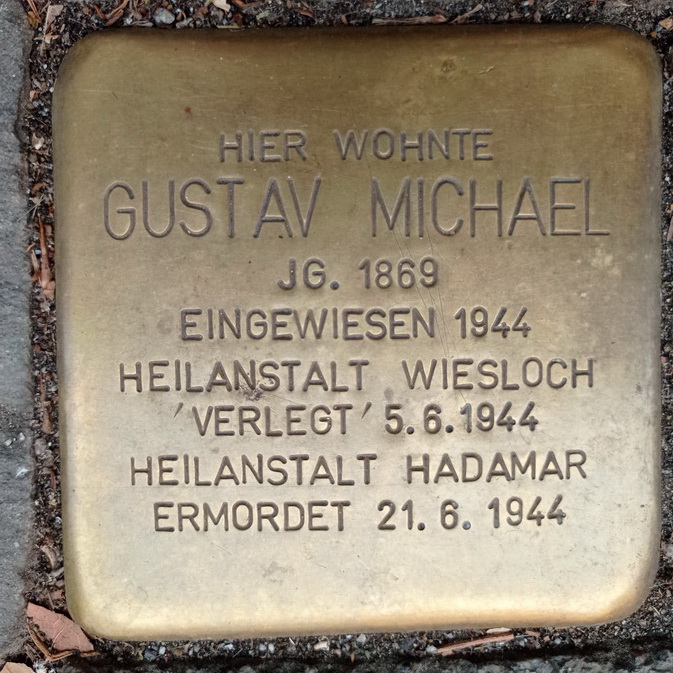 HIER WOHNTE
GUSTAV MICHAEL
JG. 1869
EINGEWIESEN 1944
HEILANSTALT WIESLOCH
'VERLEGT' 5.6.1944
HEILANSTALT HADAMAR
ERMORDET 21.6.1944